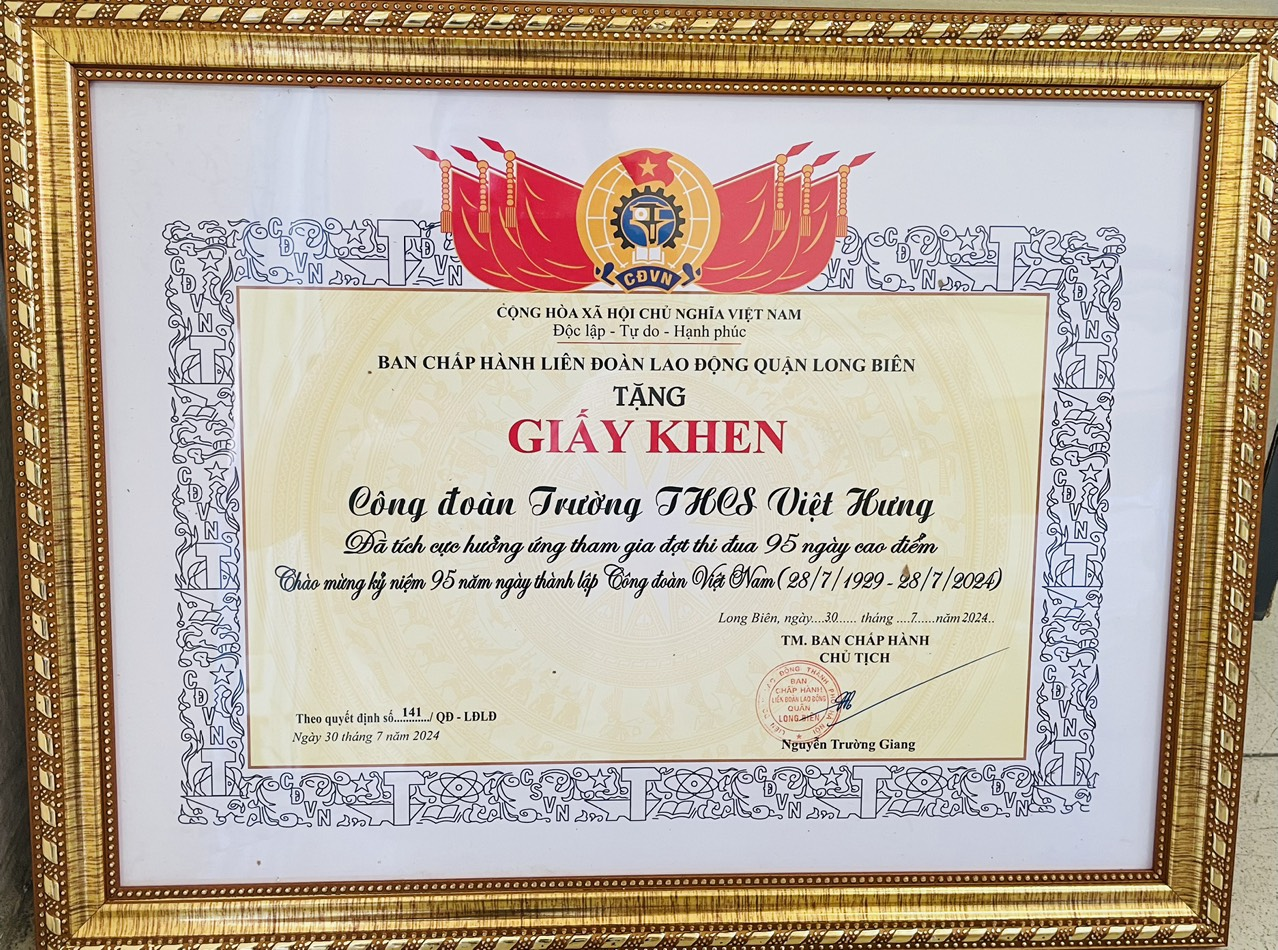 CĐVN
CỘNG HÒA XÃ HỘI CHỦ NGHĨA VIỆT NAM
Độc lập - Tự do - Hạnh phúc
BAN CHẤP HÀNH LIÊN ĐOÀN LAO ĐỘNG QUẬN LONG BIÊN
TẶNG
GIẤY KHEN
Công đoàn Trường THCS Việt Hưng
Đã tích cực hưởng ứng tham gia đợt thi đua 95 ngày cao điểm
Chào mừng kỷ niệm 95 năm ngày thành lập Công đoàn Việt Nam (28/7/1929 - 28/7/2024)
Long Biên, ngày....30...... tháng ....7.....năm 2024..
TM. BAN CHẤP HÀNH
CHỦ TỊCH
BAN
CHẤP HÀNH
LIÊN ĐOÀN LAO ĐỘNG
QUẬN
LONG BIÊN
Nguyễn Trường Giang
Theo quyết định số...141.../ QĐ - LĐLĐ
Ngày 30 tháng 7 năm 2024